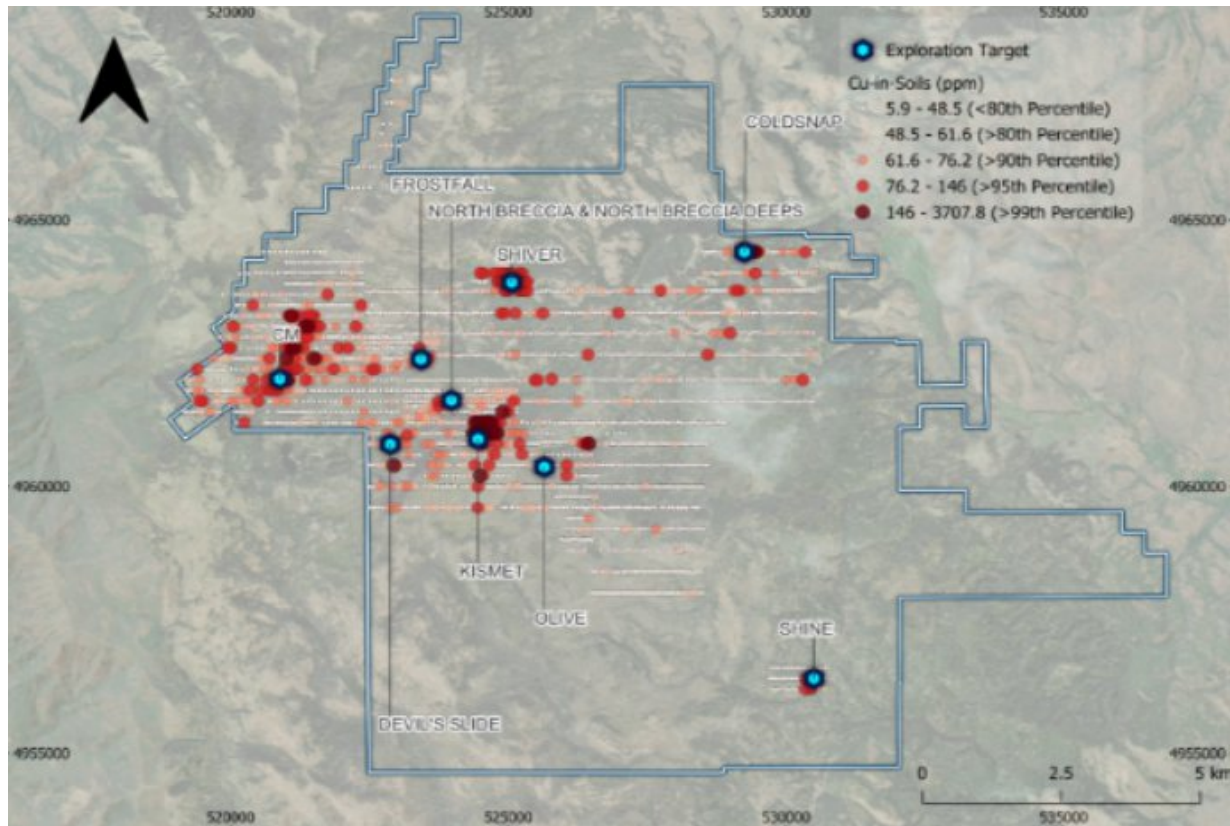 520000 525000 530000 535000
Exploration Target
Cu-in-Soils (ppm)
5.9 - 48.5 (<80th Percentile)
48.5 - 61.6 (>80th Percentile)
61.6 - 76.2 (>90th Percentile)
76.2 - 146 (>95th Percentile)
146 - 3707.8 (>99th Percentile)
COLDSNAP
FROSTFALL
NORTH BRECCIA & NORTH BRECCIA DEEPS
4965000 4965000
SHIVER
CM
4960000 4960000
KISMET
OLIVE
SHINE
DEVIL'S SLIDE
4955000 4955000
0 2.5 5 km
520000 525000 530000 535000